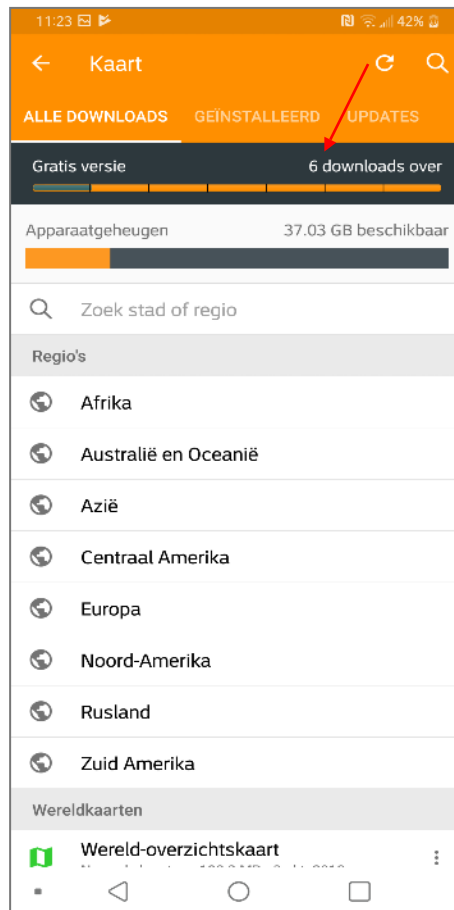 11:23 42%
Kaart
ALLE DOWNLOADS GEÏNSTALLEERD UPDATES
Gratis versie 6 downloads over
Apparaatgeheugen 37.03 GB beschikbaar
Zoek stad of regio
Regio's
Afrika
Australië en Oceanië
Azië
Centraal Amerika
Europa
Noord-Amerika
Rusland
Zuid Amerika
Wereldkaarten
Wereld-overzichtskaart